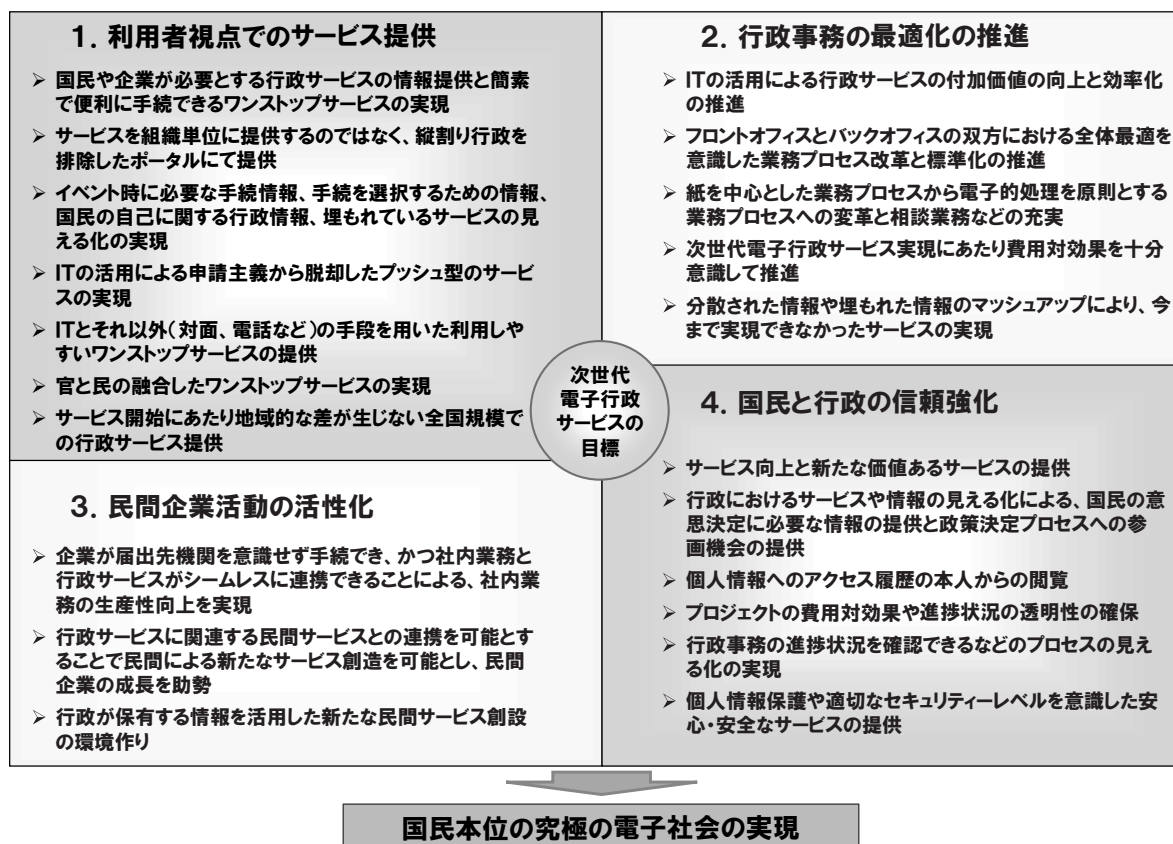 1．利用者視点でのサービス提供
➢ 国民や企業が必要とする行政サービスの情報提供と簡素
で便利に手続できるワンストップサービスの実現
➢ サービスを組織単位に提供するのではなく、縦割り行政を
排除したポータルにて提供
➢ イベント時に必要な手続情報、手続を選択するための情報、
国民の自己に関する行政情報、埋もれているサービスの見
える化の実現
➢ ITの活用による申請主義から脱却したプッシュ型のサービ
スの実現
➢ ITとそれ以外（対面、電話など）の手段を用いた利用しや
すいワンストップサービスの提供
➢ 官と民の融合したワンストップサービスの実現
➢ サービス開始にあたり地域的な差が生じない全国規模で
の行政サービス提供
2．行政事務の最適化の推進
➢ ITの活用による行政サービスの付加価値の向上と効率化
の推進
➢ フロントオフィスとバックオフィスの双方における全体最適を
意識した業務プロセス改革と標準化の推進
➢ 紙を中心とした業務プロセスから電子的処理を原則とする
業務プロセスへの変革と相談業務などの充実
➢ 次世代電子行政サービス実現にあたり費用対効果を十分
意識して推進
➢ 分散された情報や埋もれた情報のマッシュアップにより、今
まで実現できなかったサービスの実現
次世代
電子行政
サービスの
目標
3．民間企業活動の活性化
➢ 企業が届出先機関を意識せず手続でき、かつ社内業務と
行政サービスがシームレスに連携できることによる、社内業
務の生産性向上を実現
➢ 行政サービスに関連する民間サービスとの連携を可能とす
ることで民間による新たなサービス創造を可能とし、民間
企業の成長を助勢
➢ 行政が保有する情報を活用した新たな民間サービス創設
の環境作り
4．国民と行政の信頼強化
➢ サービス向上と新たな価値あるサービスの提供
➢ 行政におけるサービスや情報の見える化による、国民の意
思決定に必要な情報の提供と政策決定プロセスへの参
画機会の提供
➢ 個人情報へのアクセス履歴の本人からの閲覧
➢ プロジェクトの費用対効果や進捗状況の透明性の確保
➢ 行政事務の進捗状況を確認できるなどのプロセスの見え
る化の実現
➢ 個人情報保護や適切なセキュリティーレベルを意識した安
心・安全なサービスの提供
国民本位の究極の電子社会の実現